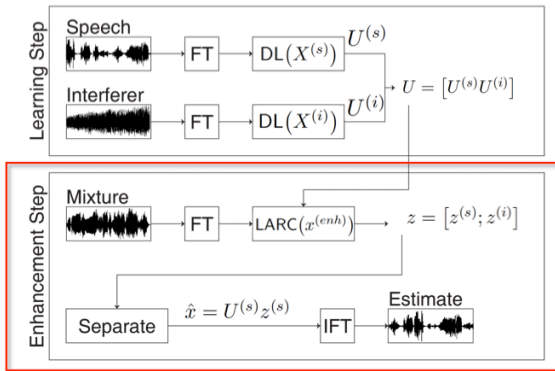 Learning Step
Speech
FT
DL(X^(s))
U^(s)
Interferer
FT
DL(X^(i))
U^(i)
U = [U^(s)U^(i)]
Enhancement Step
Mixture
FT
LARC(x^(enh))
z = [z^(s); z^(i)]
Separate
x̂ = U^(s)z^(s)
IFT
Estimate